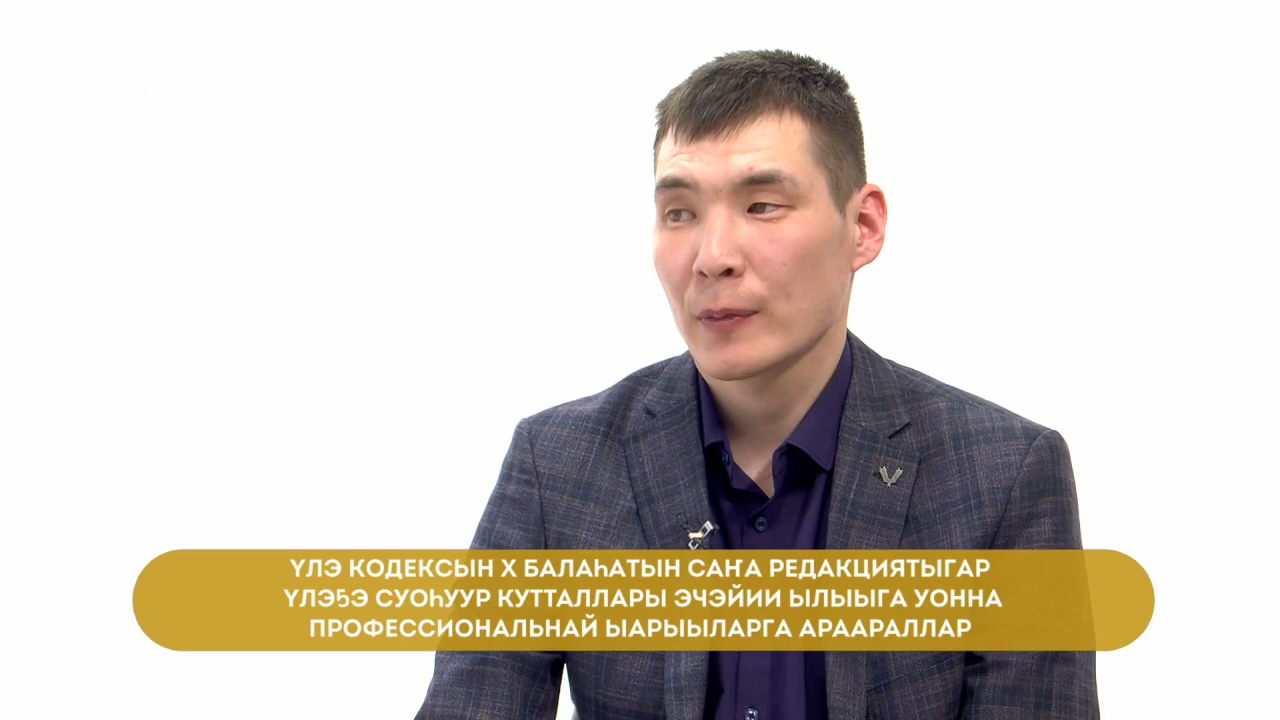 ҮЛЭ КОДЕКСЫН X БАЛАҺАТЫН САҤА РЕДАКЦИЯТЫГАР
ҮЛЭҔЭ СУОҺУУР КУТТАЛЛАРЫ ЭЧЭЙИИ ЫЛЫЫГА УОННА
ПРОФЕССИОНАЛЬНАЙ ЫАРЫЫЛАРГА АРААРАЛЛАР